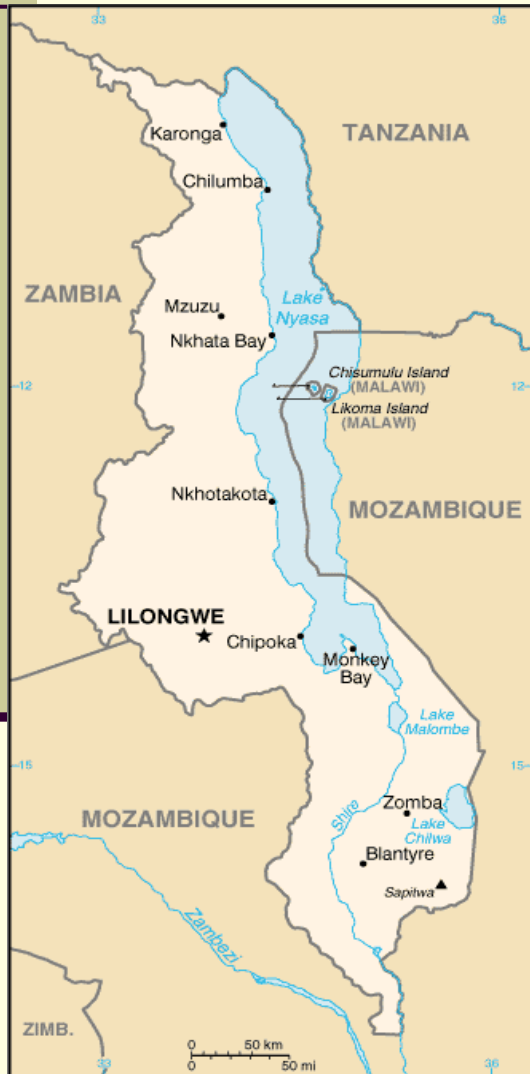 33
36
Karonga
TANZANIA
Chilumba
ZAMBIA
Lake
Nyasa
Mzuzu
Nkhata Bay
Chisumulu Island
(MALAWI)
12
12
Likoma Island
(MALAWI)
Nkhotakota
MOZAMBIQUE
LILONGWE
Chipoka
Monkey
Bay
Lake
Malombe
15
15
Zomba
MOZAMBIQUE
Shire
Lake
Chilwa
Blantyre
Sapitwa
Zambezi
ZIMB.
0 50 km
0 50 mi
33
36